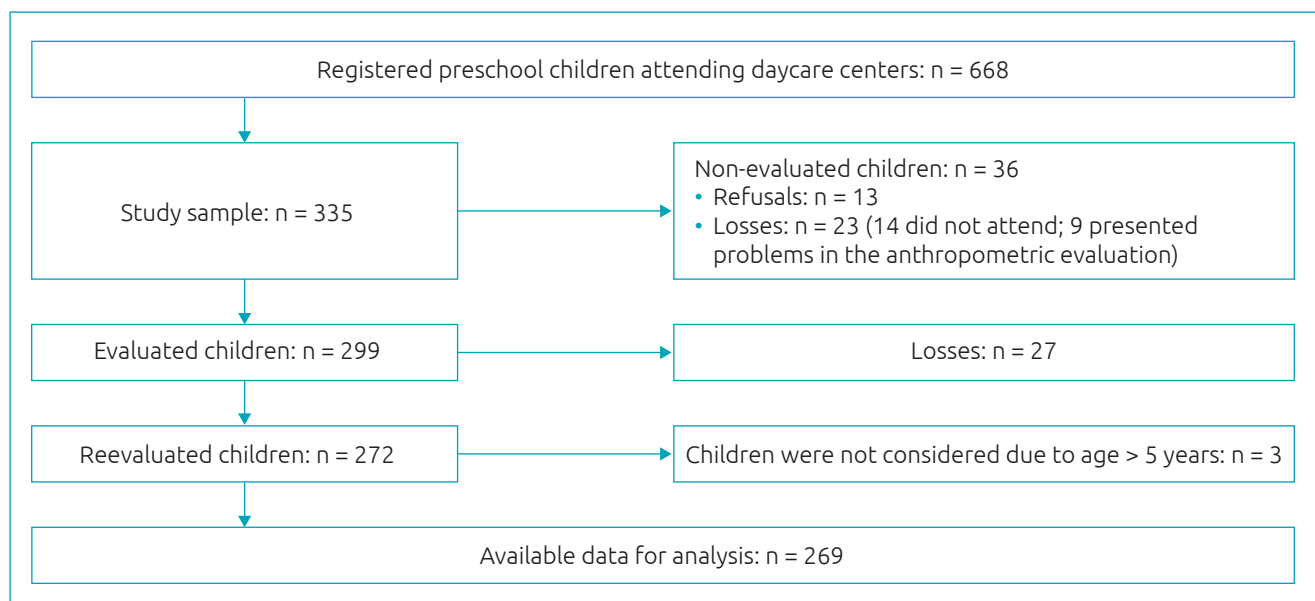 Registered preschool children attending daycare centers: n = 668
Study sample: n = 335
Non-evaluated children: n = 36
• Refusals: n = 13
• Losses: n = 23 (14 did not attend; 9 presented
problems in the anthropometric evaluation)
Evaluated children: n = 299
Losses: n = 27
Reevaluated children: n = 272
Children were not considered due to age > 5 years: n = 3
Available data for analysis: n = 269